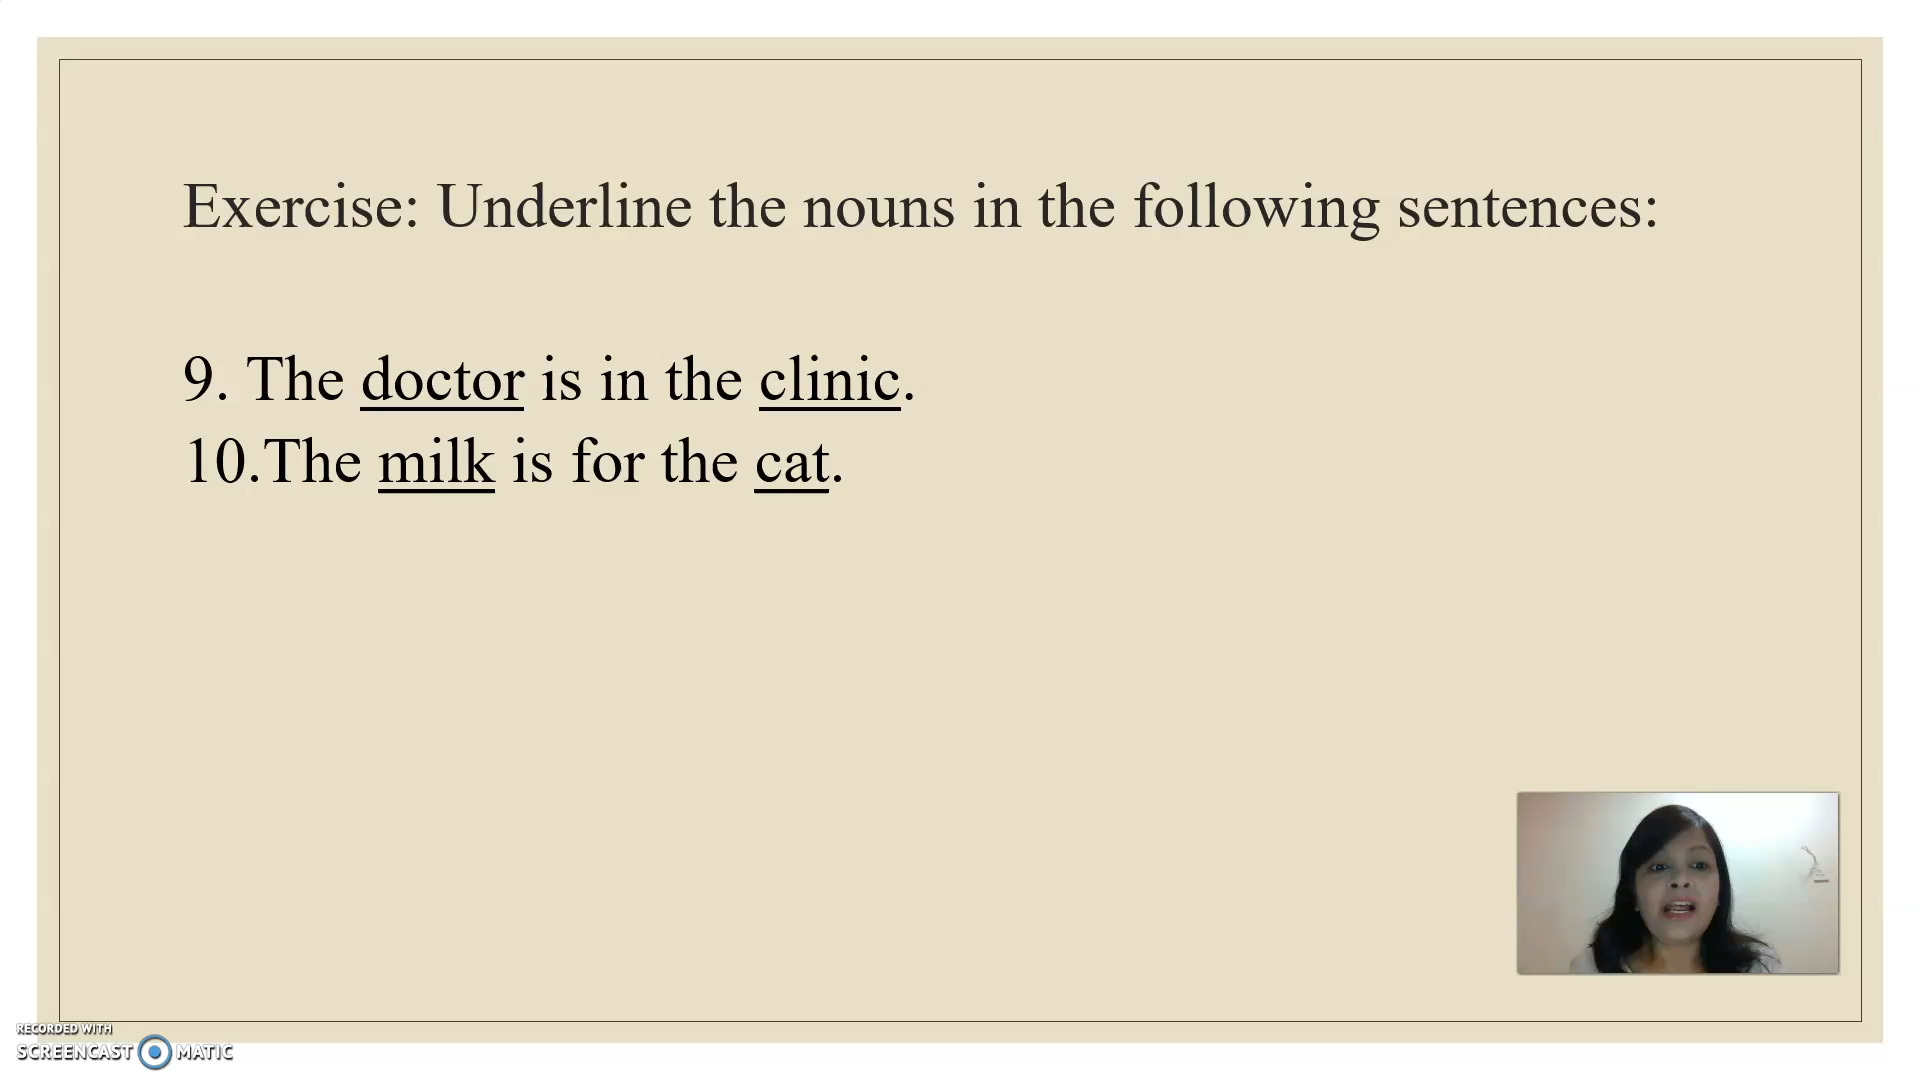 Exercise: Underline the nouns in the following sentences:
9. The doctor is in the clinic.
10.The milk is for the cat.
RECORDED WITH
SCREENCAST MATIC